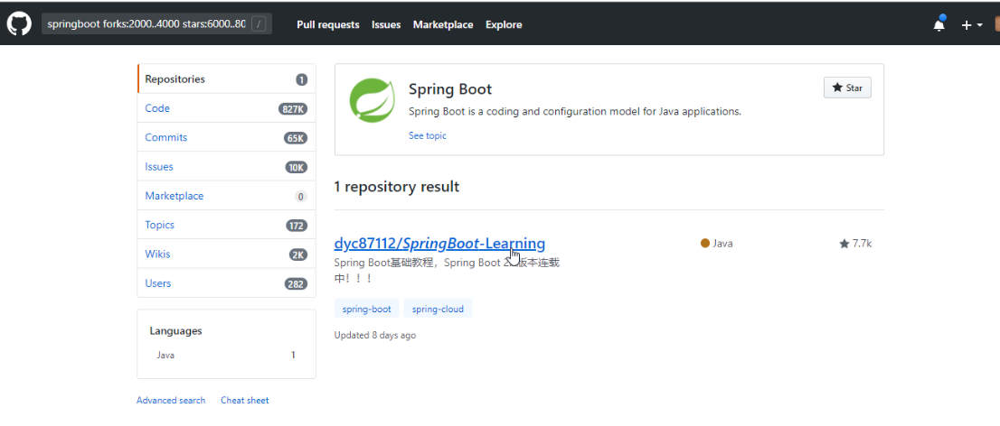 springboot forks:2000..4000 stars:6000..80 /
Pull requests Issues Marketplace Explore
Repositories 1
Code 827K
Commits 65K
Issues 10K
Marketplace 0
Topics 172
Wikis 2K
Users 282
Languages
Java 1
Advanced search Cheat sheet
Spring Boot
Star
Spring Boot is a coding and configuration model for Java applications.
See topic
1 repository result
dyc87112/SpringBoot-Learning
Java
7.7k
Spring Boot基础教程，Spring Boot 版本连载
中！！！
spring-boot spring-cloud
Updated 8 days ago